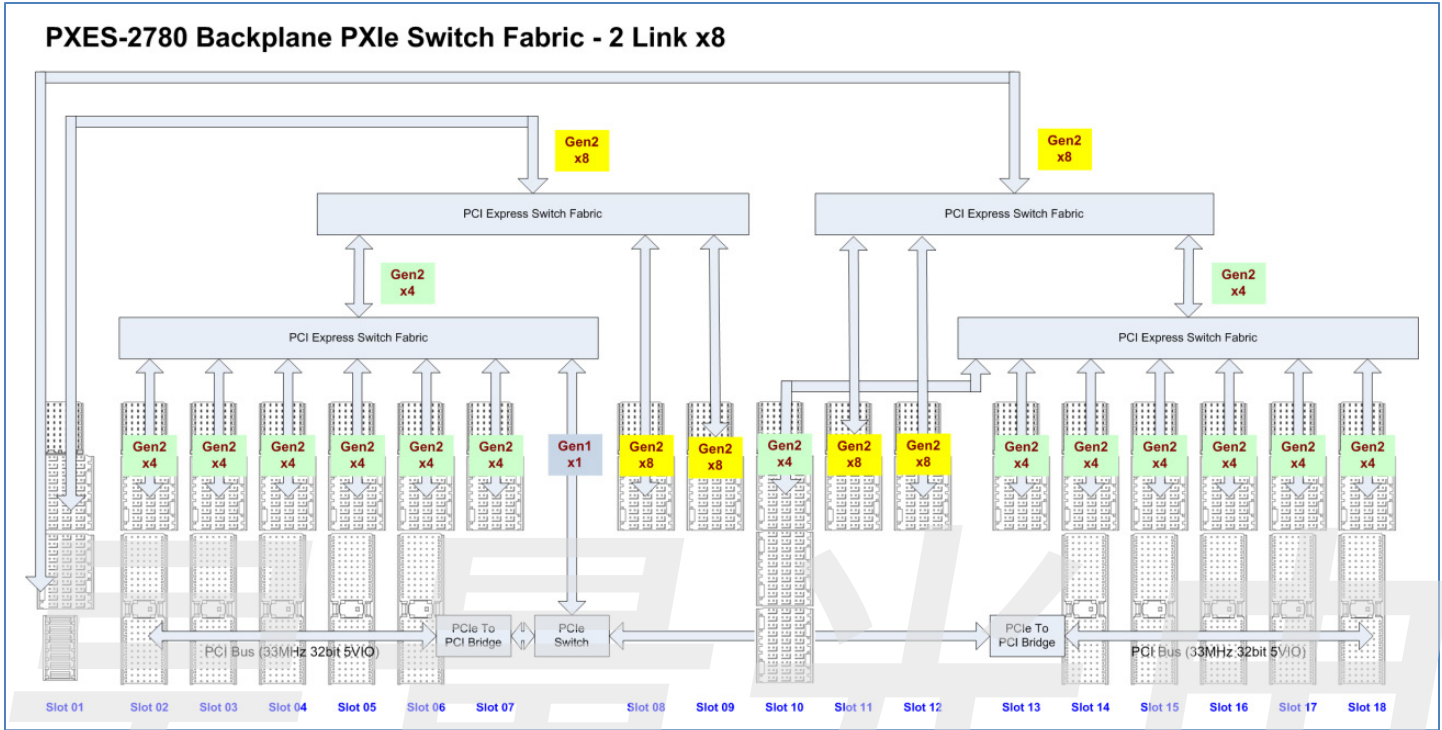 PXES-2780 Backplane PXIe Switch Fabric - 2 Link x8
Gen2
x8
Gen2
x8
PCI Express Switch Fabric
PCI Express Switch Fabric
Gen2
x4
Gen2
x4
PCI Express Switch Fabric
PCI Express Switch Fabric
Gen2
x4
Gen2
x4
Gen2
x4
Gen2
x4
Gen2
x4
Gen2
x4
Gen1
x1
Gen2
x8
Gen2
x8
Gen2
x4
Gen2
x8
Gen2
x8
Gen2
x4
Gen2
x4
Gen2
x4
Gen2
x4
Gen2
x4
Gen2
x4
PCIe To
PCI Bridge
PCIe
Switch
PCIe To
PCI Bridge
PCI Bus (33MHz 32bit 5VIO)
PCI Bus (33MHz 32bit 5VIO)
Slot 01 Slot 02 Slot 03 Slot 04 Slot 05 Slot 06 Slot 07 Slot 08 Slot 09 Slot 10 Slot 11 Slot 12 Slot 13 Slot 14 Slot 15 Slot 16 Slot 17 Slot 18